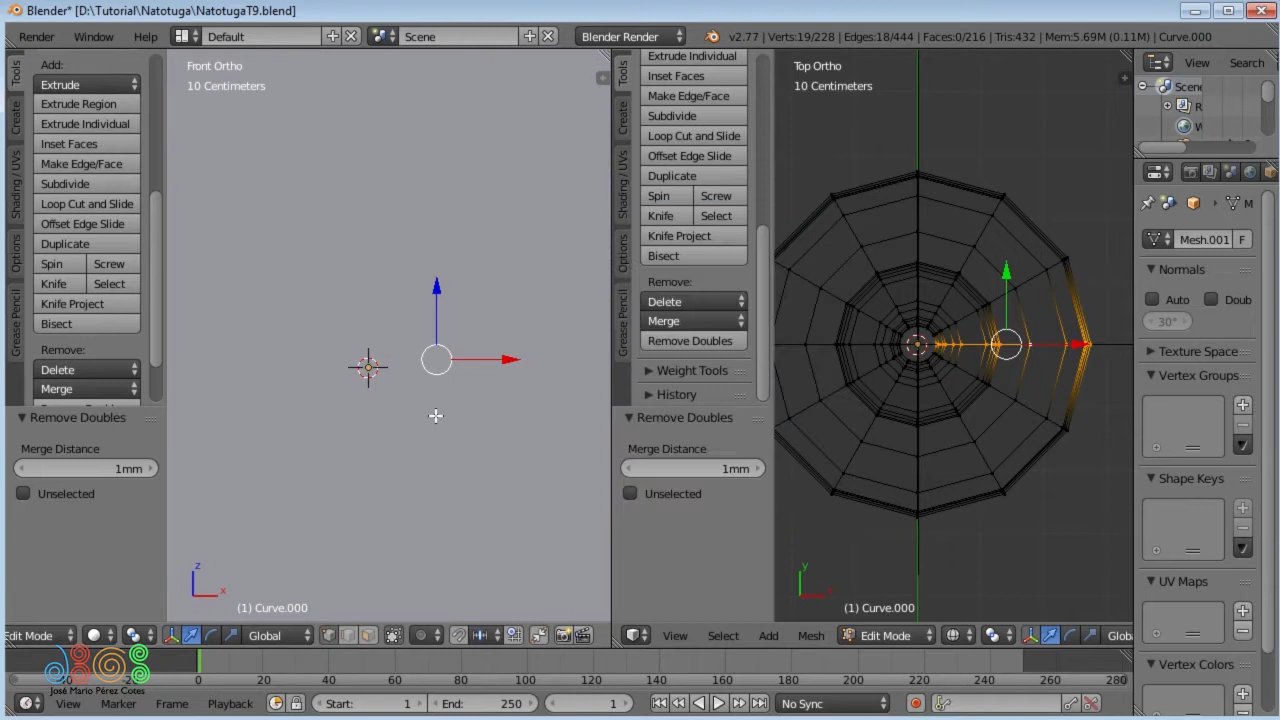 Blender* [D:\Tutorial\Natotuga\NatotugaT9.blend]
Render Window Help Default Scene Blender Render v2.77 | Verts:19/228 | Edges:18/444 | Faces:0/216 | Tris:432 | Mem:5.69M (0.11M) | Curve.000
Tools
Create
Shading / UVs
Options
Grease Pencil
Add:
Extrude
Extrude Region
Extrude Individual
Inset Faces
Make Edge/Face
Subdivide
Loop Cut and Slide
Offset Edge Slide
Duplicate
Spin Screw
Knife Select
Knife Project
Bisect
Remove:
Delete
Merge
Remove Doubles
Merge Distance
1mm
Unselected
Front Ortho
10 Centimeters
z
x
(1) Curve.000
Edit Mode Global
Tools
Create
Shading / UVs
Options
Grease Pencil
Extrude Individual
Inset Faces
Make Edge/Face
Subdivide
Loop Cut and Slide
Offset Edge Slide
Duplicate
Spin Screw
Knife Select
Knife Project
Bisect
Remove:
Delete
Merge
Remove Doubles
Weight Tools
History
Remove Doubles
Merge Distance
1mm
Unselected
Top Ortho
10 Centimeters
y
x
(1) Curve.000
View Select Add Mesh Edit Mode Globa
View Search
Scene
R
W
M
Mesh.001 F
Normals
Auto Doub
30°
Texture Space
Vertex Groups
Shape Keys
UV Maps
Vertex Colors
-40 -20 0 20 40 60 80 100 120 140 160 180 200 220 240 260 280
José Mario Pérez Cotes
View Marker Frame Playback Start: 1 End: 250 1 No Sync